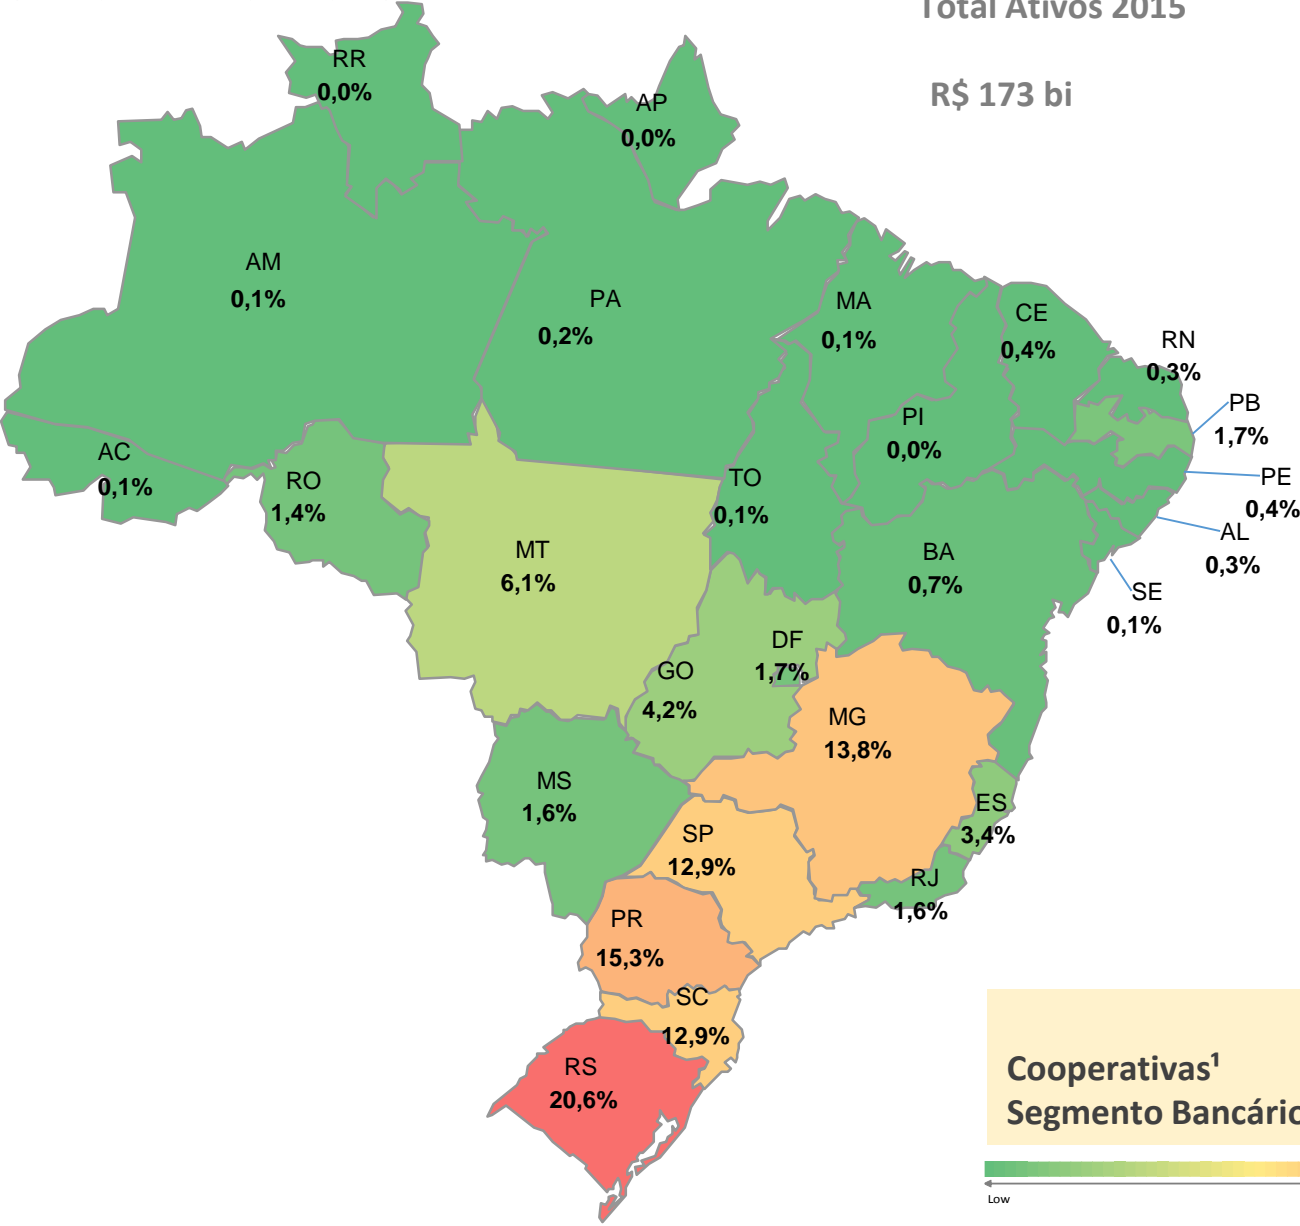 Total Ativos 2015
R$ 173 bi
RR
0,0%
AP
0,0%
AM
0,1%
PA
0,2%
MA
0,1%
CE
0,4%
RN
0,3%
PB
1,7%
PI
0,0%
PE
0,4%
AC
0,1%
RO
1,4%
TO
0,1%
AL
0,3%
MT
6,1%
BA
0,7%
SE
0,1%
DF
1,7%
GO
4,2%
MG
13,8%
MS
1,6%
ES
3,4%
SP
12,9%
RJ
1,6%
PR
15,3%
SC
12,9%
RS
20,6%
Cooperativas¹
Segmento Bancário
Low